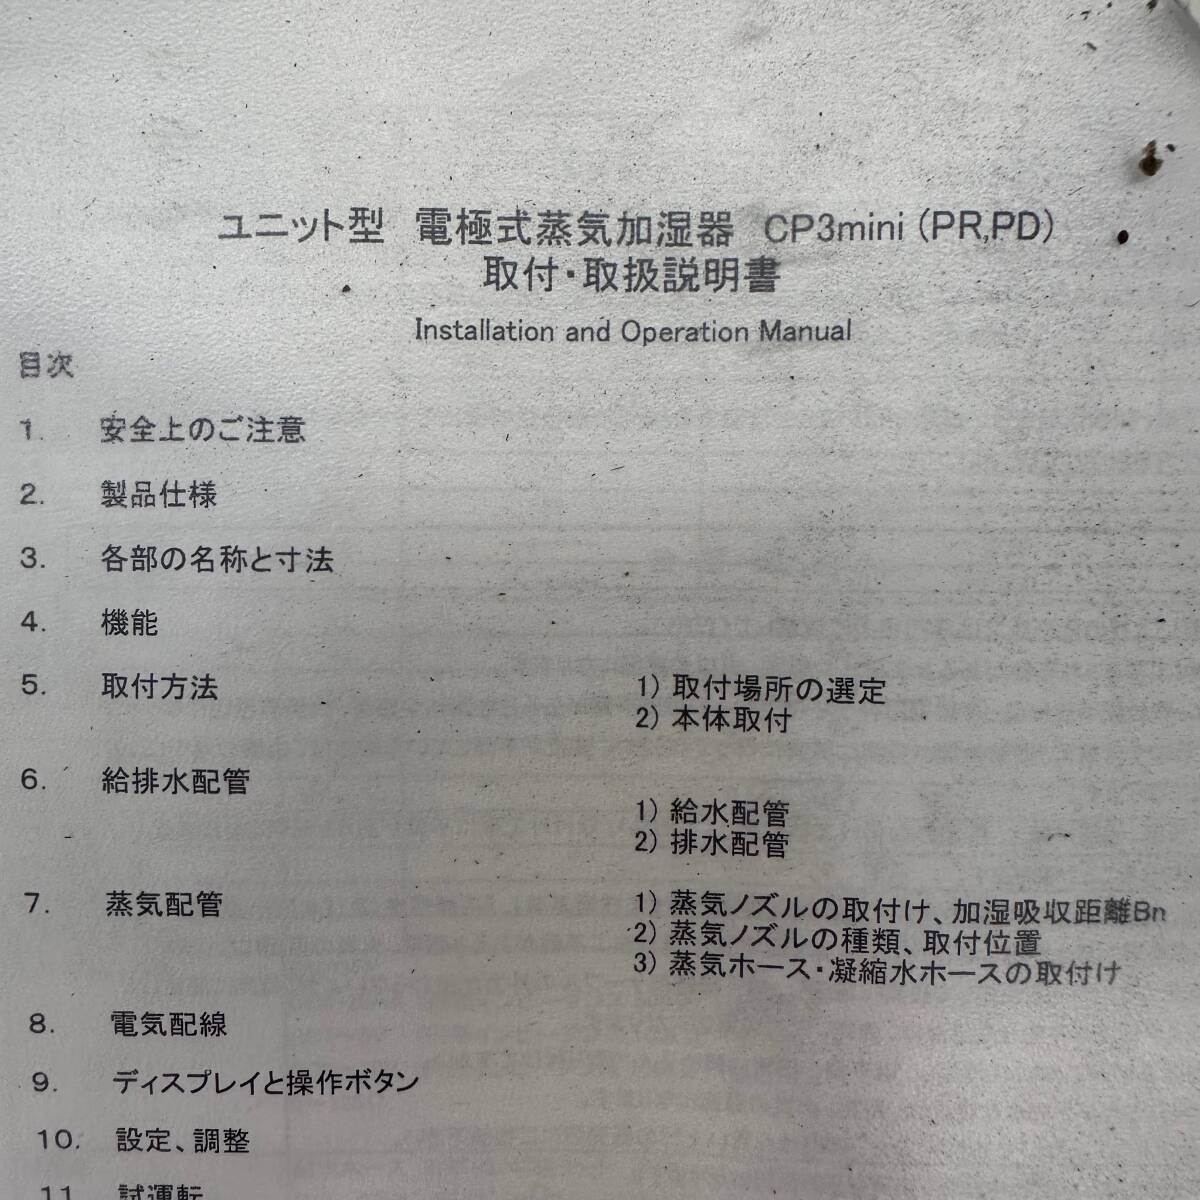 ユニット型 電極式蒸気加湿器 CP3mini (PR,PD)
取付・取扱説明書
Installation and Operation Manual
目次
1. 安全上のご注意
2. 製品仕様
3. 各部の名称と寸法
4. 機能
5. 取付方法 1) 取付場所の選定
2) 本体取付
6. 給排水配管
1) 給水配管
2) 排水配管
7. 蒸気配管 1) 蒸気ノズルの取付け、加湿吸収距離Bn
2) 蒸気ノズルの種類、取付位置
3) 蒸気ホース・凝縮水ホースの取付け
8. 電気配線
9. ディスプレイと操作ボタン
10. 設定、調整
11. 試運転